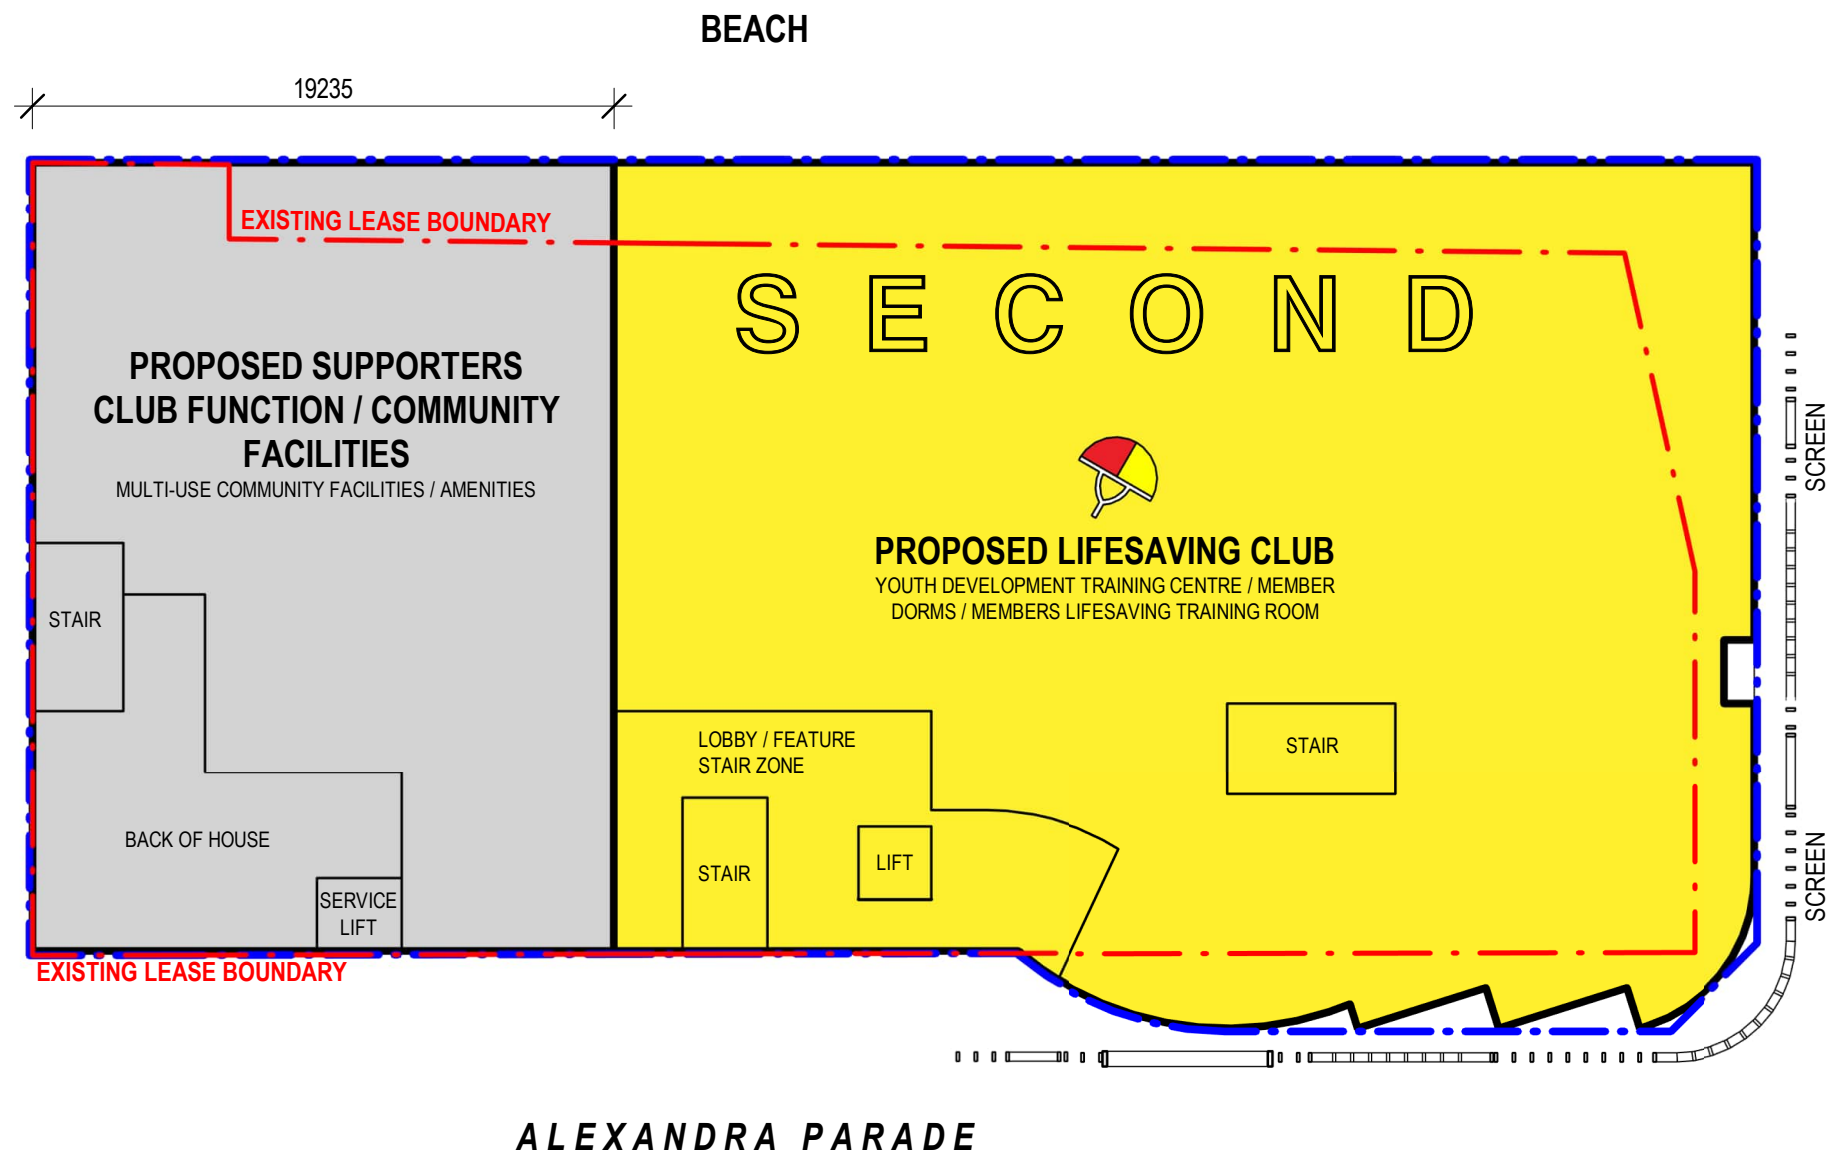 BEACH
19235
EXISTING LEASE BOUNDARY
SECOND
PROPOSED SUPPORTERS
CLUB FUNCTION / COMMUNITY
FACILITIES
MULTI-USE COMMUNITY FACILITIES / AMENITIES
PROPOSED LIFESAVING CLUB
YOUTH DEVELOPMENT TRAINING CENTRE / MEMBER
DORMS / MEMBERS LIFESAVING TRAINING ROOM
SCREEN
STAIR
LOBBY / FEATURE
STAIR ZONE
STAIR
BACK OF HOUSE
STAIR
LIFT
SCREEN
SERVICE
LIFT
EXISTING LEASE BOUNDARY
ALEXANDRA PARADE